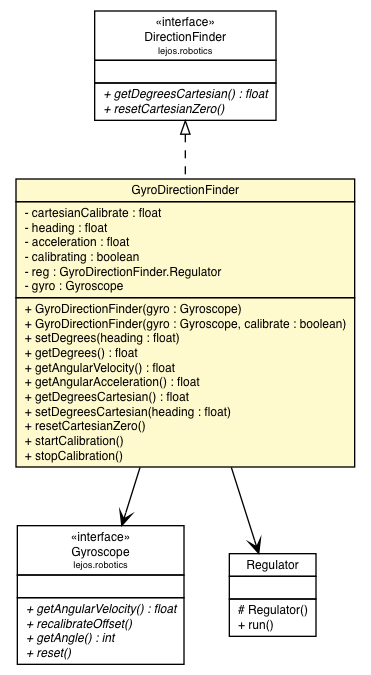 «interface»
DirectionFinder
lejos.robotics
+ getDegreesCartesian() : float
+ resetCartesianZero()
GyroDirectionFinder
- cartesianCalibrate : float
- heading : float
- acceleration : float
- calibrating : boolean
- reg : GyroDirectionFinder.Regulator
- gyro : Gyroscope
+ GyroDirectionFinder(gyro : Gyroscope)
+ GyroDirectionFinder(gyro : Gyroscope, calibrate : boolean)
+ setDegrees(heading : float)
+ getDegrees() : float
+ getAngularVelocity() : float
+ getAngularAcceleration() : float
+ getDegreesCartesian() : float
+ setDegreesCartesian(heading : float)
+ resetCartesianZero()
+ startCalibration()
+ stopCalibration()
«interface»
Gyroscope
lejos.robotics
+ getAngularVelocity() : float
+ recalibrateOffset()
+ getAngle() : int
+ reset()
Regulator
# Regulator()
+ run()